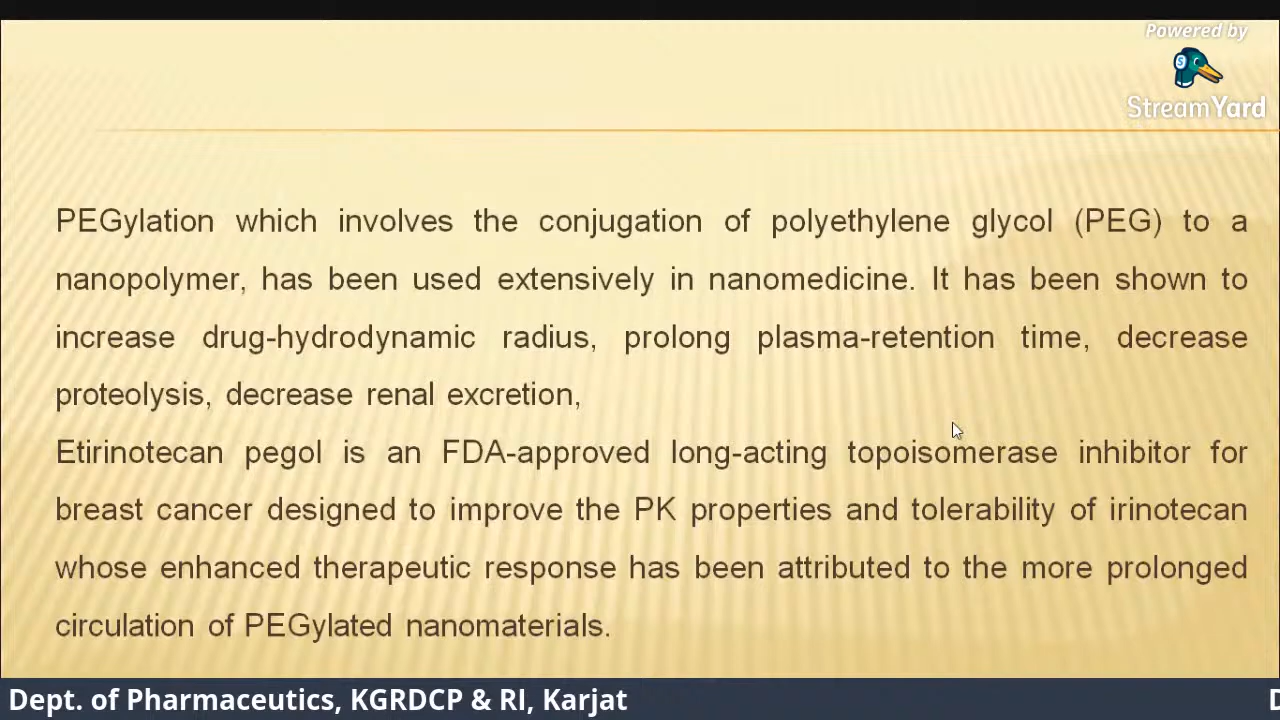 Powered by
StreamYard
PEGylation which involves the conjugation of polyethylene glycol (PEG) to a
nanopolymer, has been used extensively in nanomedicine. It has been shown to
increase drug-hydrodynamic radius, prolong plasma-retention time, decrease
proteolysis, decrease renal excretion,
Etirinotecan pegol is an FDA-approved long-acting topoisomerase inhibitor for
breast cancer designed to improve the PK properties and tolerability of irinotecan
whose enhanced therapeutic response has been attributed to the more prolonged
circulation of PEGylated nanomaterials.
Dept. of Pharmaceutics, KGRDCP & RI, Karjat